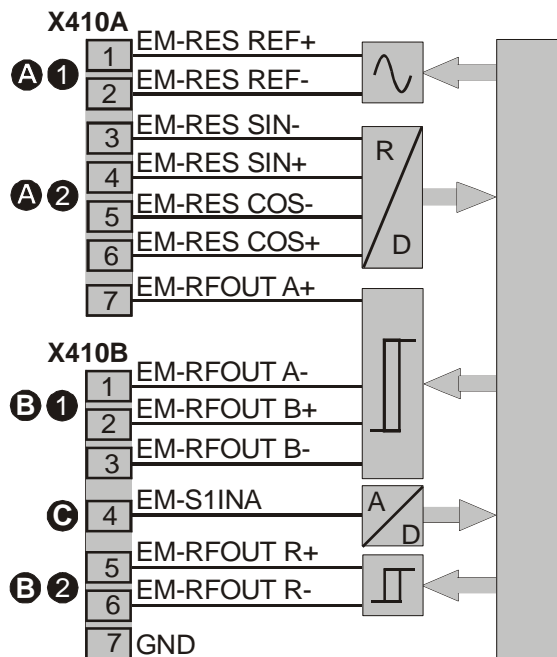 X410A
1 EM-RES REF+
A 1
2 EM-RES REF-
3 EM-RES SIN-
R
4 EM-RES SIN+
A 2
5 EM-RES COS-
D
6 EM-RES COS+
7 EM-RFOUT A+
X410B
1 EM-RFOUT A-
B 1
2 EM-RFOUT B+
3 EM-RFOUT B-
C 4 EM-S1INA A
D
5 EM-RFOUT R+
B 2
6 EM-RFOUT R-
7 GND